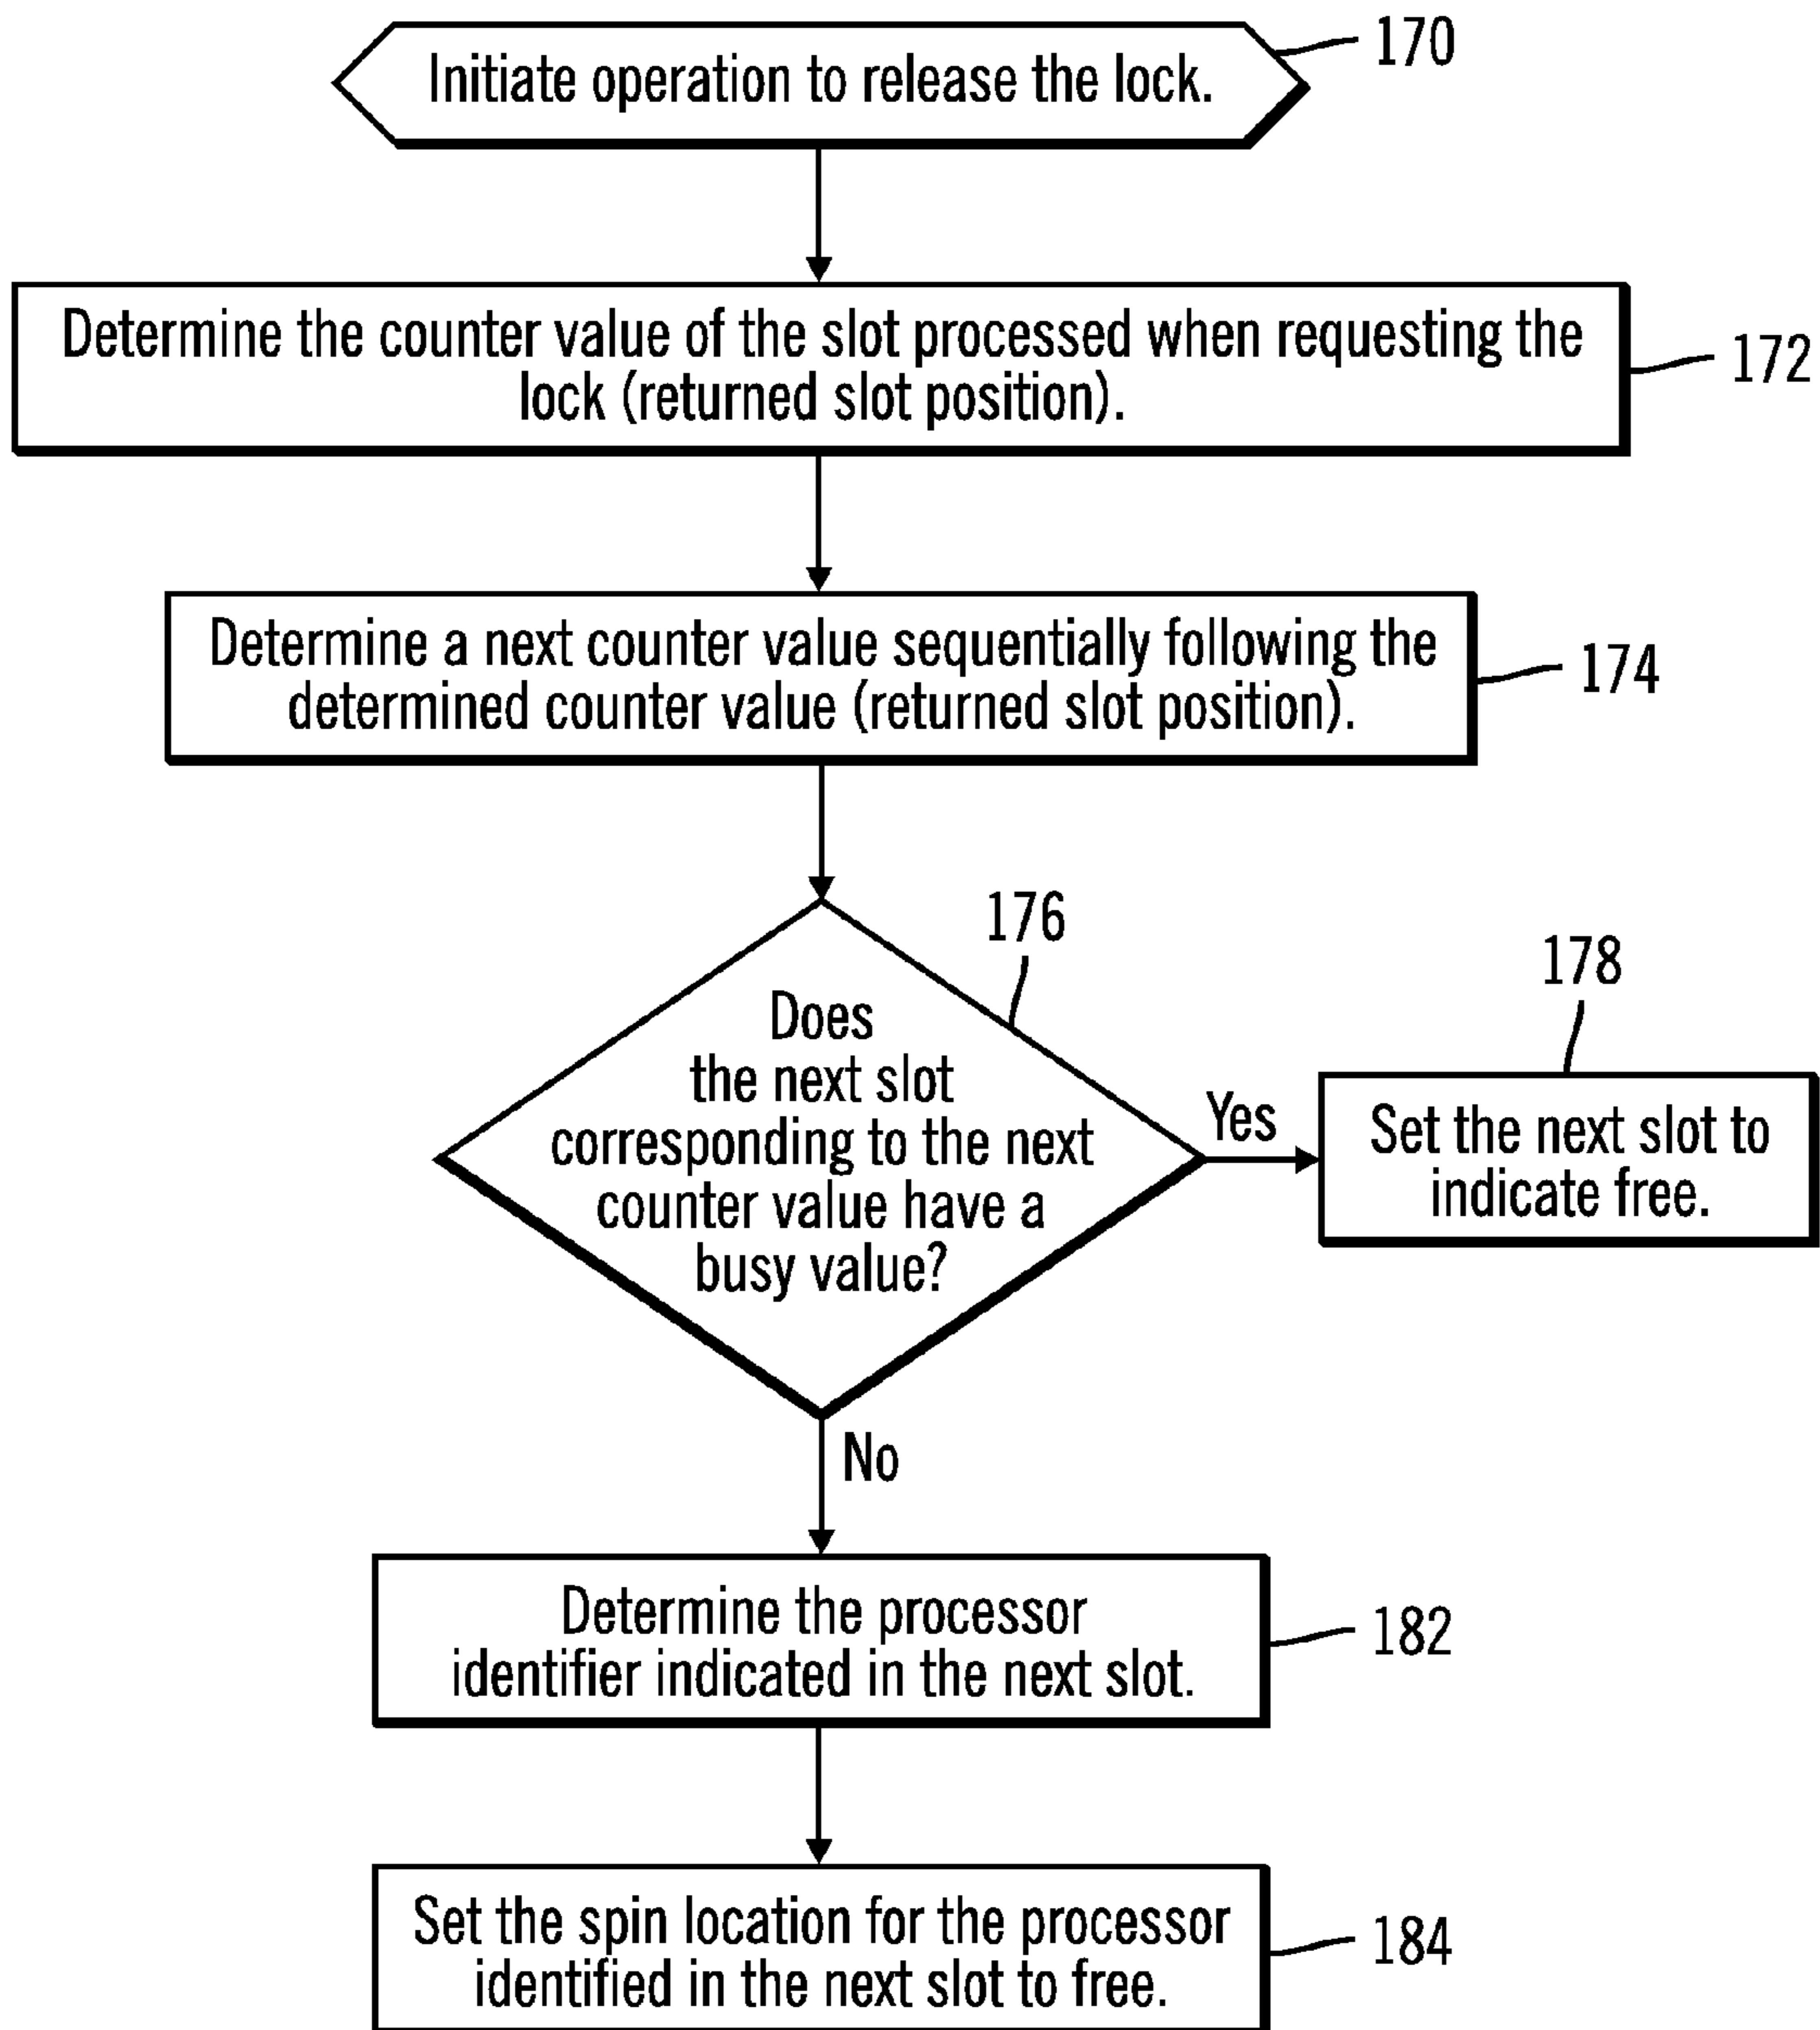 Initiate operation to release the lock.
170
Determine the counter value of the slot processed when requesting the
lock (returned slot position).
172
Determine a next counter value sequentially following the
determined counter value (returned slot position).
174
176
Does
the next slot
corresponding to the next
counter value have a
busy value?
Yes
178
Set the next slot to
indicate free.
No
Determine the processor
identifier indicated in the next slot.
182
Set the spin location for the processor
identified in the next slot to free.
184